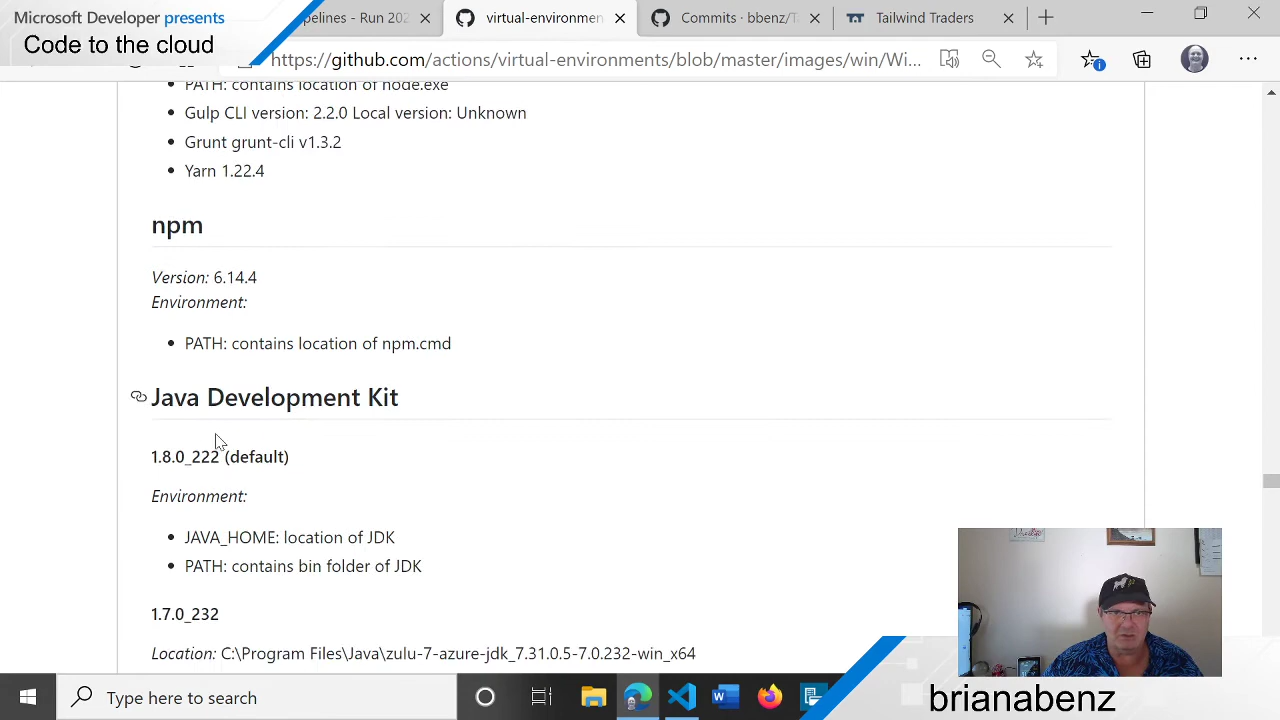 Microsoft Developer presents
Code to the cloud
pelines - Run 202
virtual-environmen
Commits · bbenz/T
Tailwind Traders
https://github.com/actions/virtual-environments/blob/master/images/win/Wi...
PATH: contains location of node.exe
Gulp CLI version: 2.2.0 Local version: Unknown
Grunt grunt-cli v1.3.2
Yarn 1.22.4
npm
Version: 6.14.4
Environment:
PATH: contains location of npm.cmd
Java Development Kit
1.8.0_222 (default)
Environment:
JAVA_HOME: location of JDK
PATH: contains bin folder of JDK
1.7.0_232
Location: C:\Program Files\Java\zulu-7-azure-jdk_7.31.0.5-7.0.232-win_x64
Type here to search
brianabenz